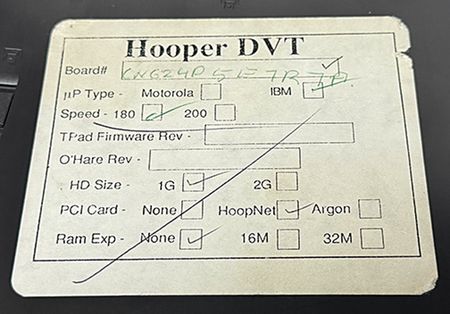 Hooper DVT
Board#
µP Type - Motorola IBM
Speed - 180 200
TPad Firmware Rev -
O'Hare Rev -
HD Size - 1G 2G
PCI Card - None HoopNet Argon
Ram Exp - None 16M 32M